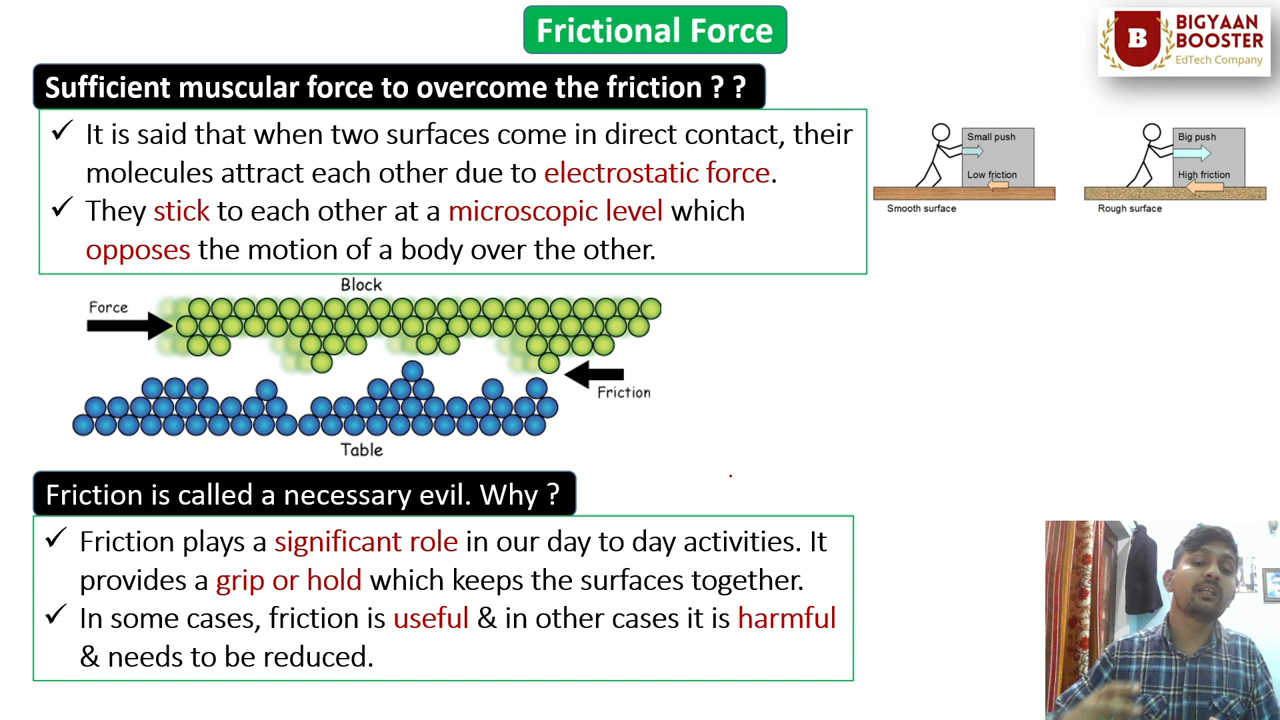 Frictional Force
B
BIGYAAN
BOOSTER
EdTech Company
Sufficient muscular force to overcome the friction ? ?
✓ It is said that when two surfaces come in direct contact, their
molecules attract each other due to electrostatic force.
✓ They stick to each other at a microscopic level which
opposes the motion of a body over the other.
Small push
Low friction
Smooth surface
Big push
High friction
Rough surface
Block
Force
Friction
Table
Friction is called a necessary evil. Why ?
✓ Friction plays a significant role in our day to day activities. It
provides a grip or hold which keeps the surfaces together.
✓ In some cases, friction is useful & in other cases it is harmful
& needs to be reduced.